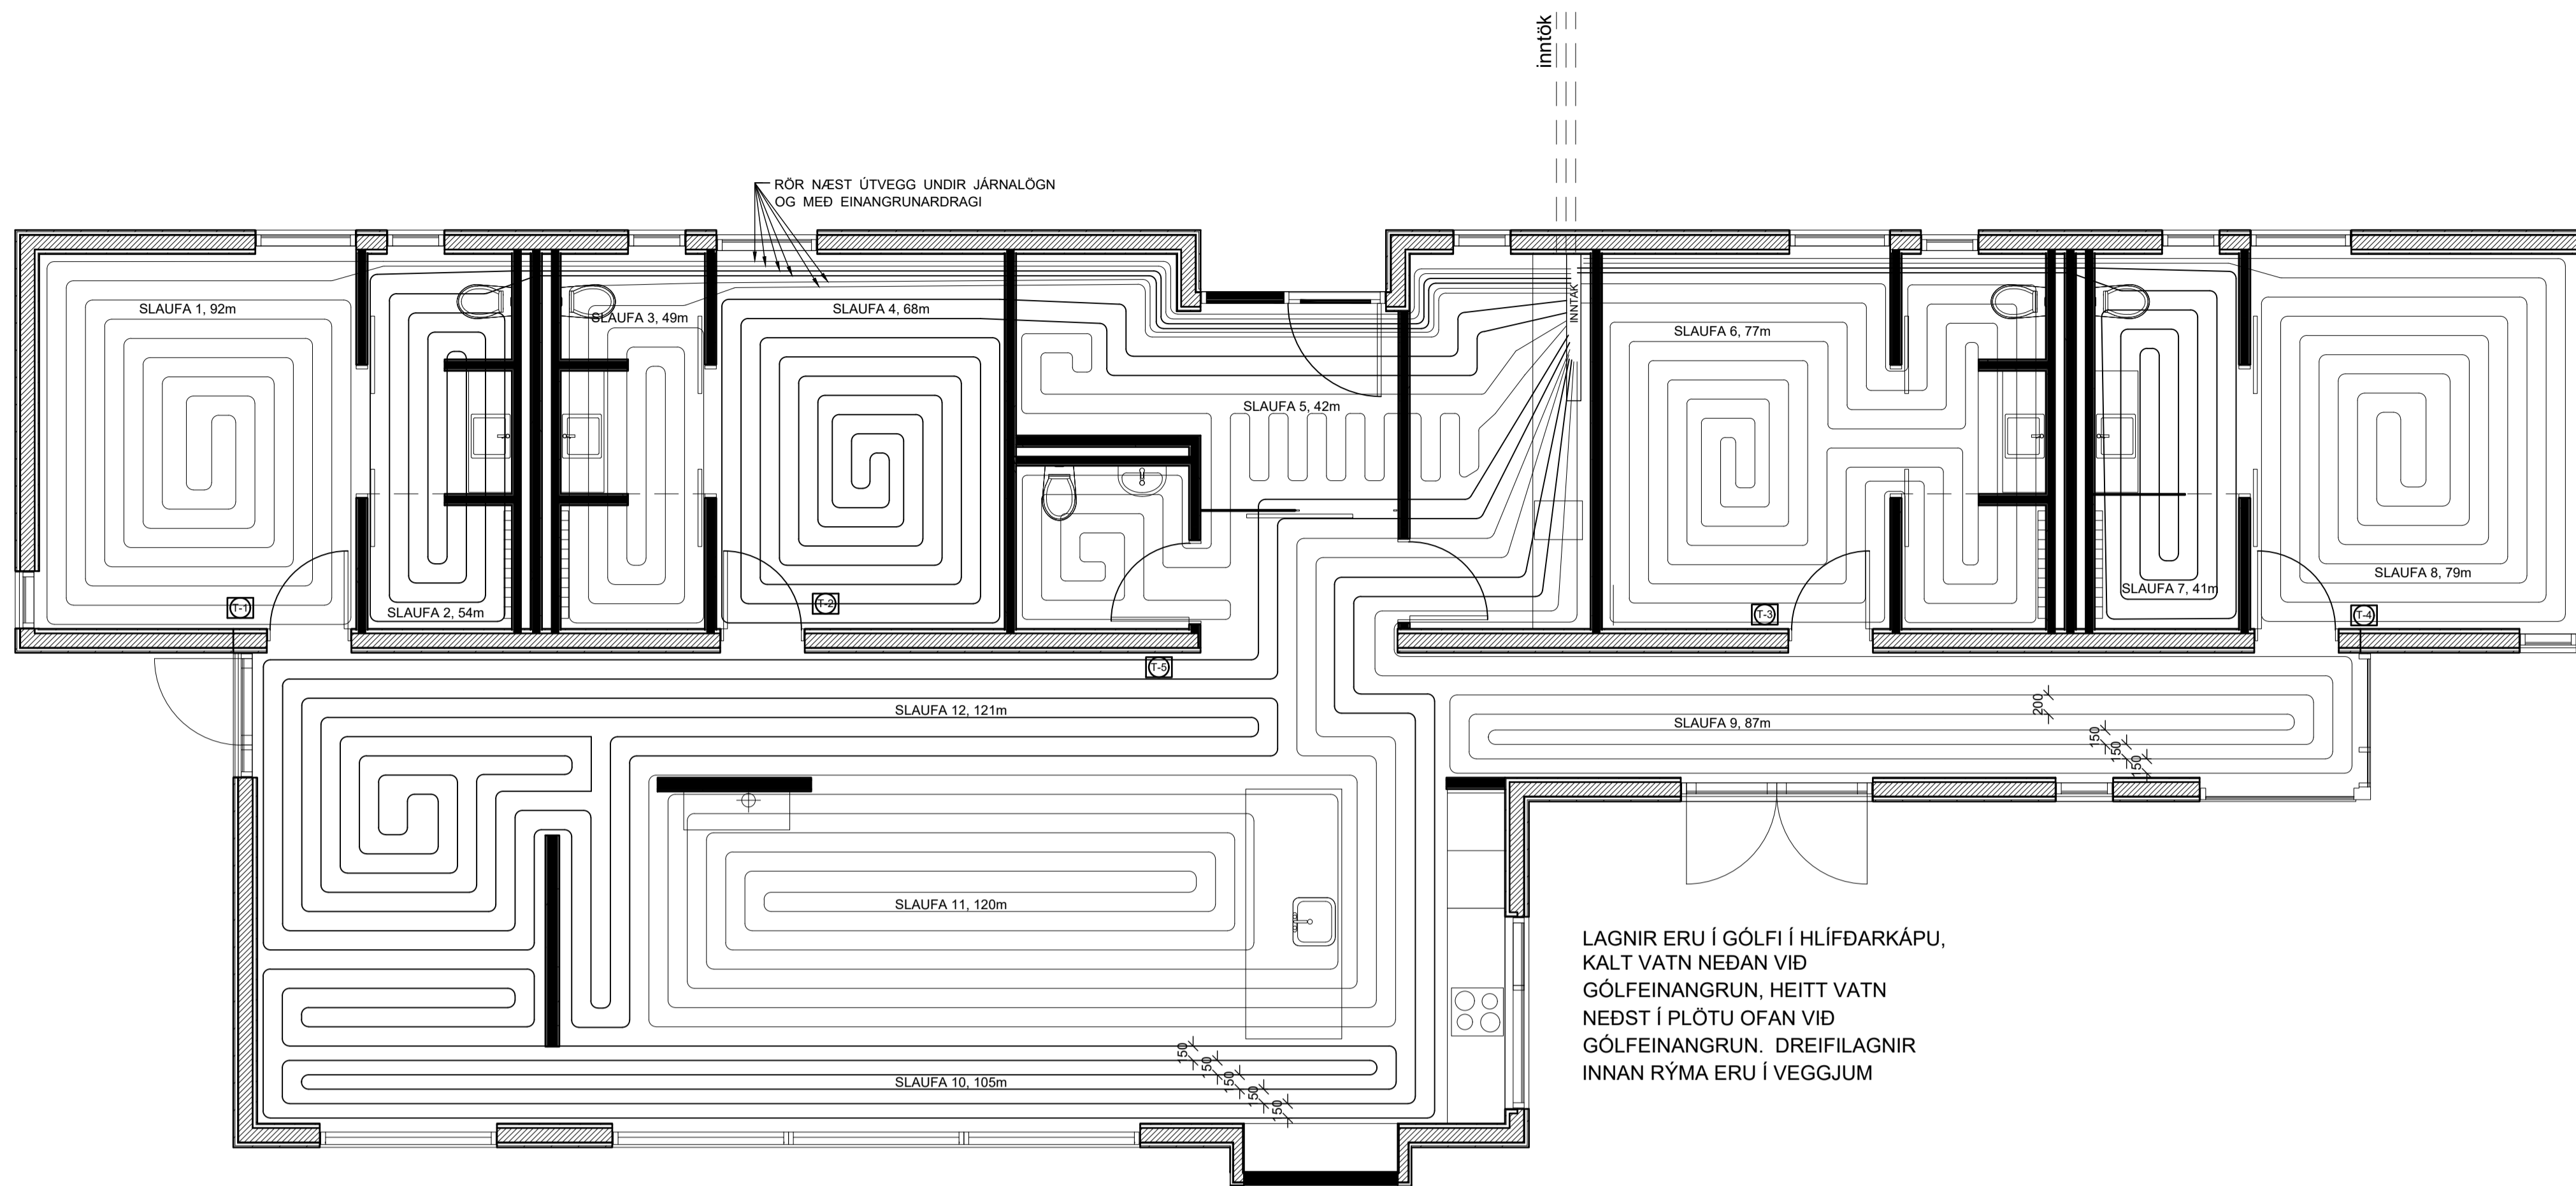 inntök
RÖR NÆST ÚTVEGG UNDIR JÁRNALÖGN
OG MEÐ EINANGRUNARDRAGI
SLAUFA 1, 92m
SLAUFA 3, 49m
SLAUFA 4, 68m
INNTAK
SLAUFA 6, 77m
SLAUFA 5, 42m
SLAUFA 2, 54m
SLAUFA 7, 41m
SLAUFA 8, 79m
T-1
T-2
T-3
T-4
T-5
SLAUFA 12, 121m
SLAUFA 9, 87m
200
150
150
150
SLAUFA 11, 120m
SLAUFA 10, 105m
150
150
150
150
150
LAGNIR ERU Í GÓLFI Í HLÍFÐARKÁPU,
KALT VATN NEÐAN VIÐ
GÓLFEINANGRUN, HEITT VATN
NEÐST Í PLÖTU OFAN VIÐ
GÓLFEINANGRUN. DREIFILAGNIR
INNAN RÝMA ERU Í VEGGJUM